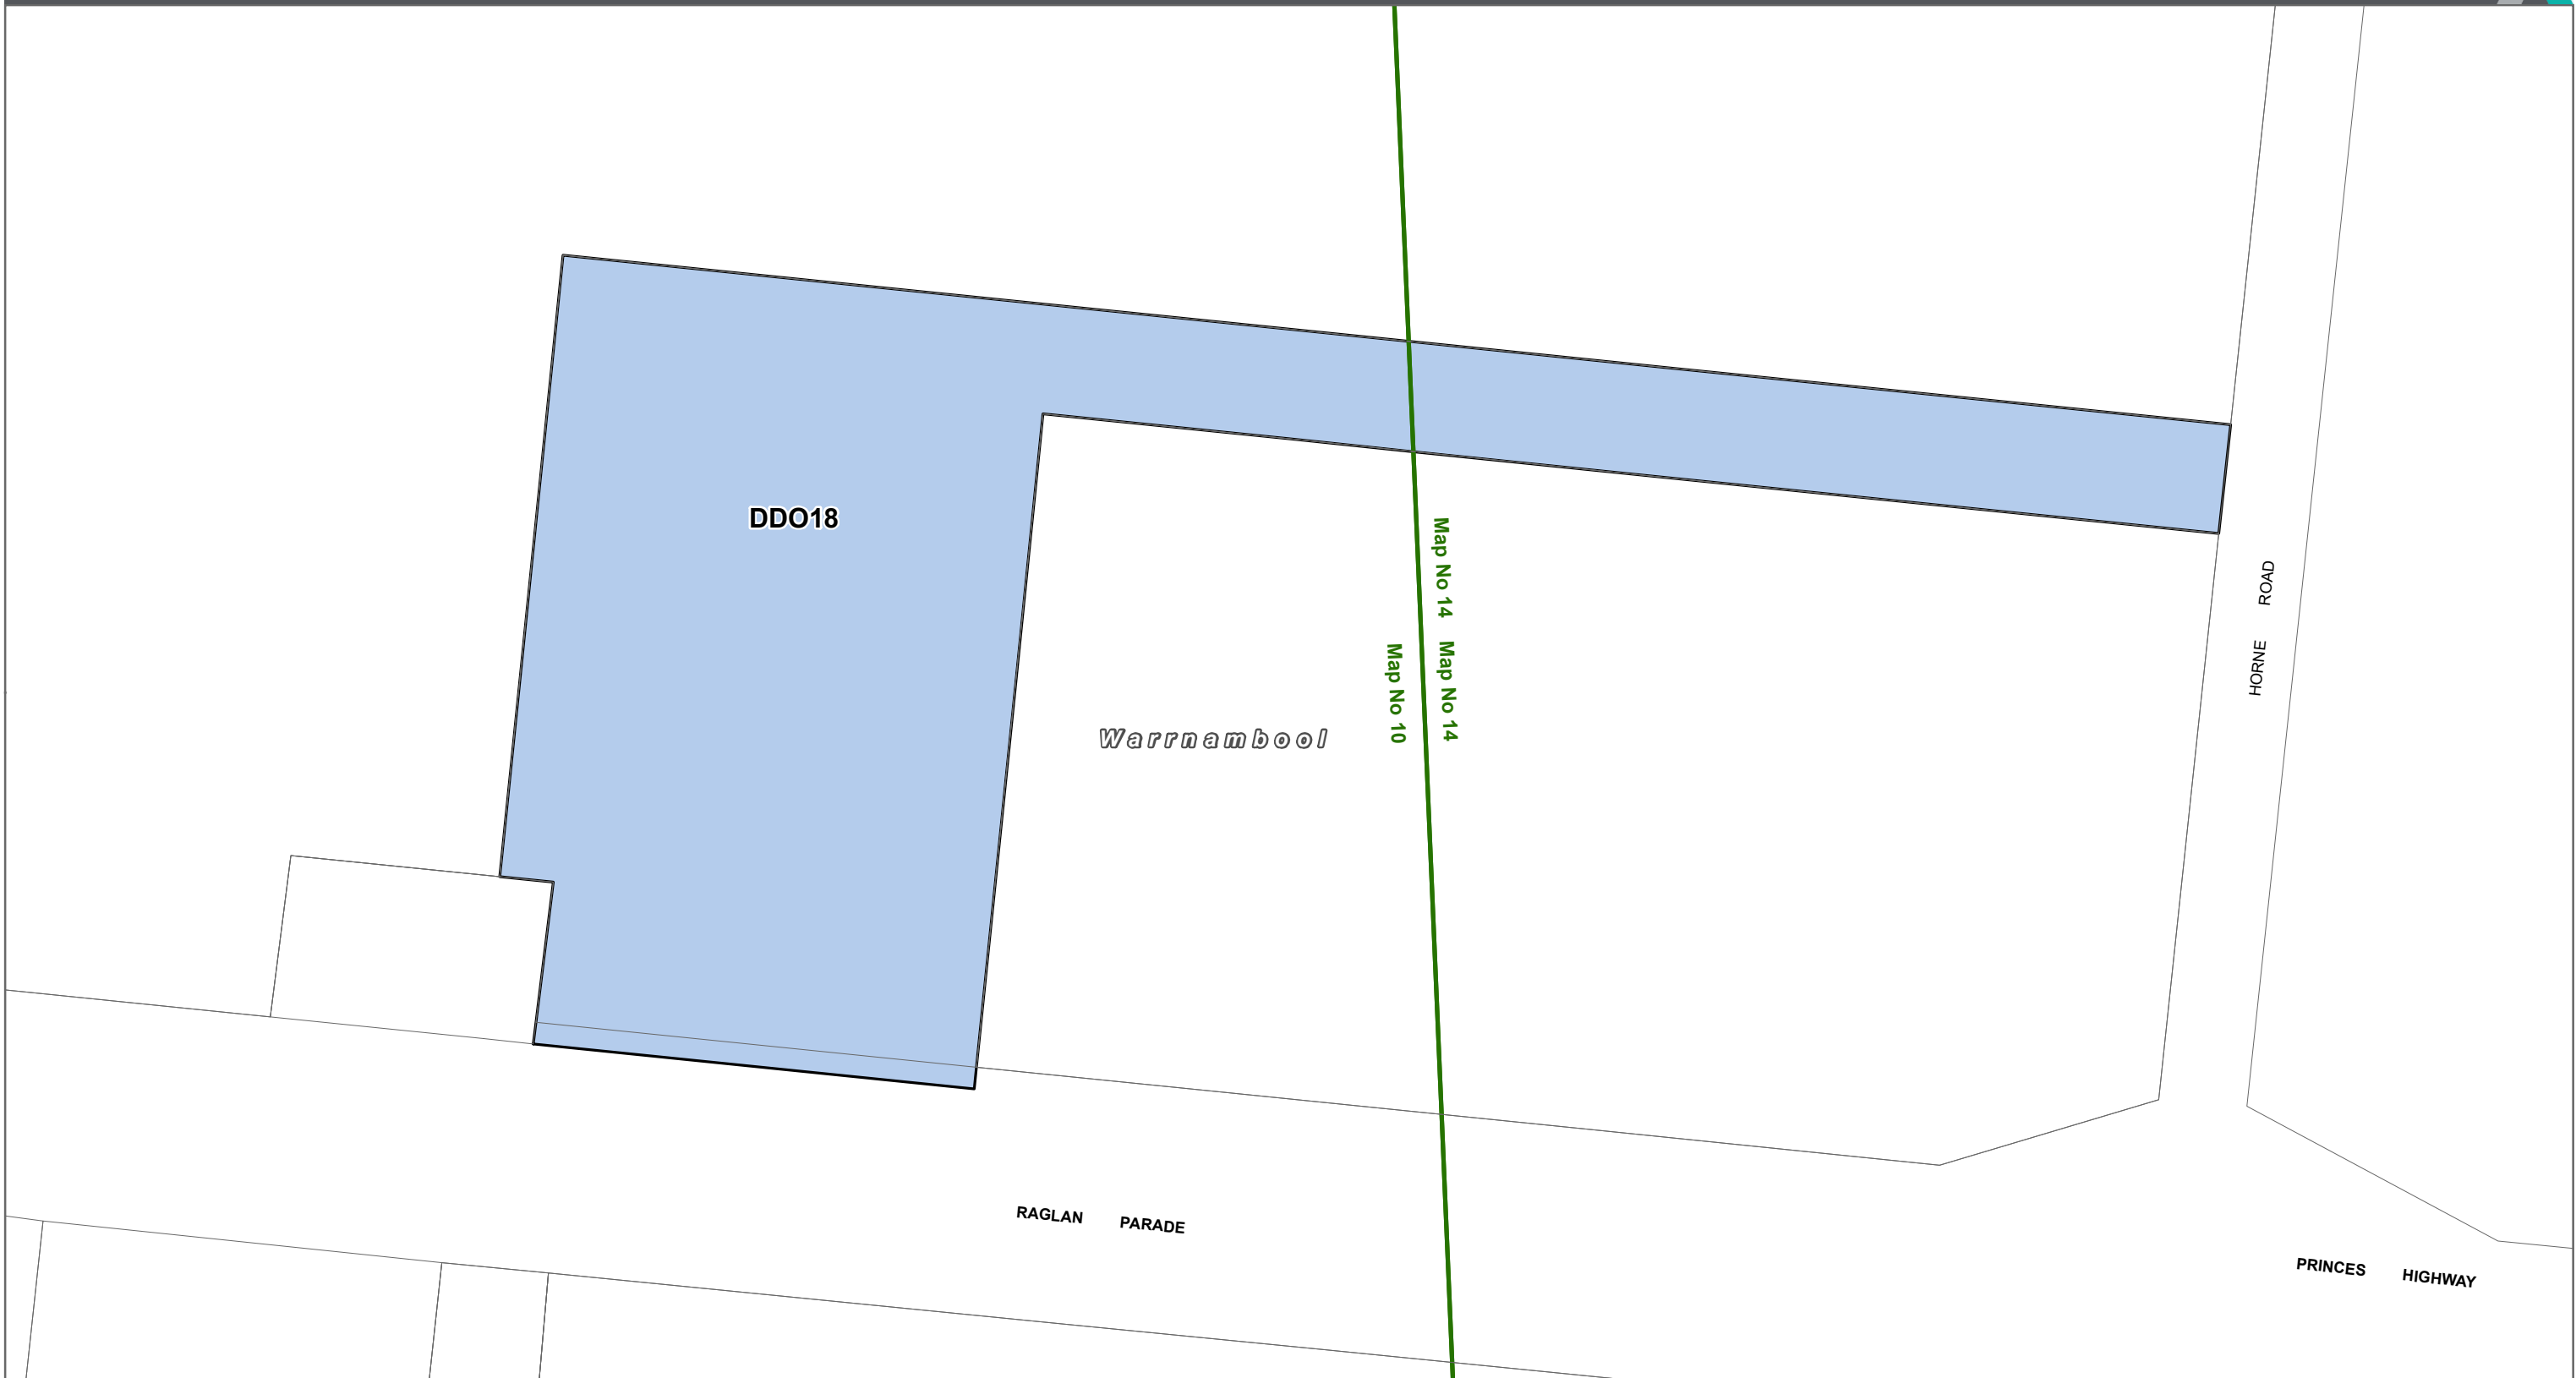 DDO18
Map No 14
Map No 14
Map No 10
Warrnambool
HORNE ROAD
RAGLAN PARADE
PRINCES HIGHWAY